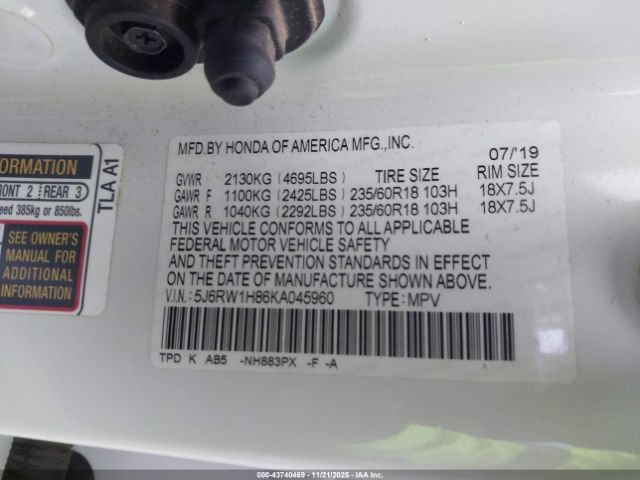 MFD.BY HONDA OF AMERICA MFG.,INC. 07/'19
GVWR 2130KG (4695LBS) TIRE SIZE RIM SIZE
GAWR F 1100KG (2425LBS) 235/60R18 103H 18X7.5J
GAWR R 1040KG (2292LBS) 235/60R18 103H 18X7.5J
THIS VEHICLE CONFORMS TO ALL APPLICABLE
FEDERAL MOTOR VEHICLE SAFETY
AND THEFT PREVENTION STANDARDS IN EFFECT
ON THE DATE OF MANUFACTURE SHOWN ABOVE.
V.I.N.: 5J6RW1H86KA045960 TYPE: MPV
TPD K AB5 -NH883PX -F -A
FRONT 2 REAR 3
385kg or 850lbs.
SEE OWNER'S
MANUAL FOR
ADDITIONAL
INFORMATION
TLA A1
000-43740469 - 11/21/2025 - IAA Inc.